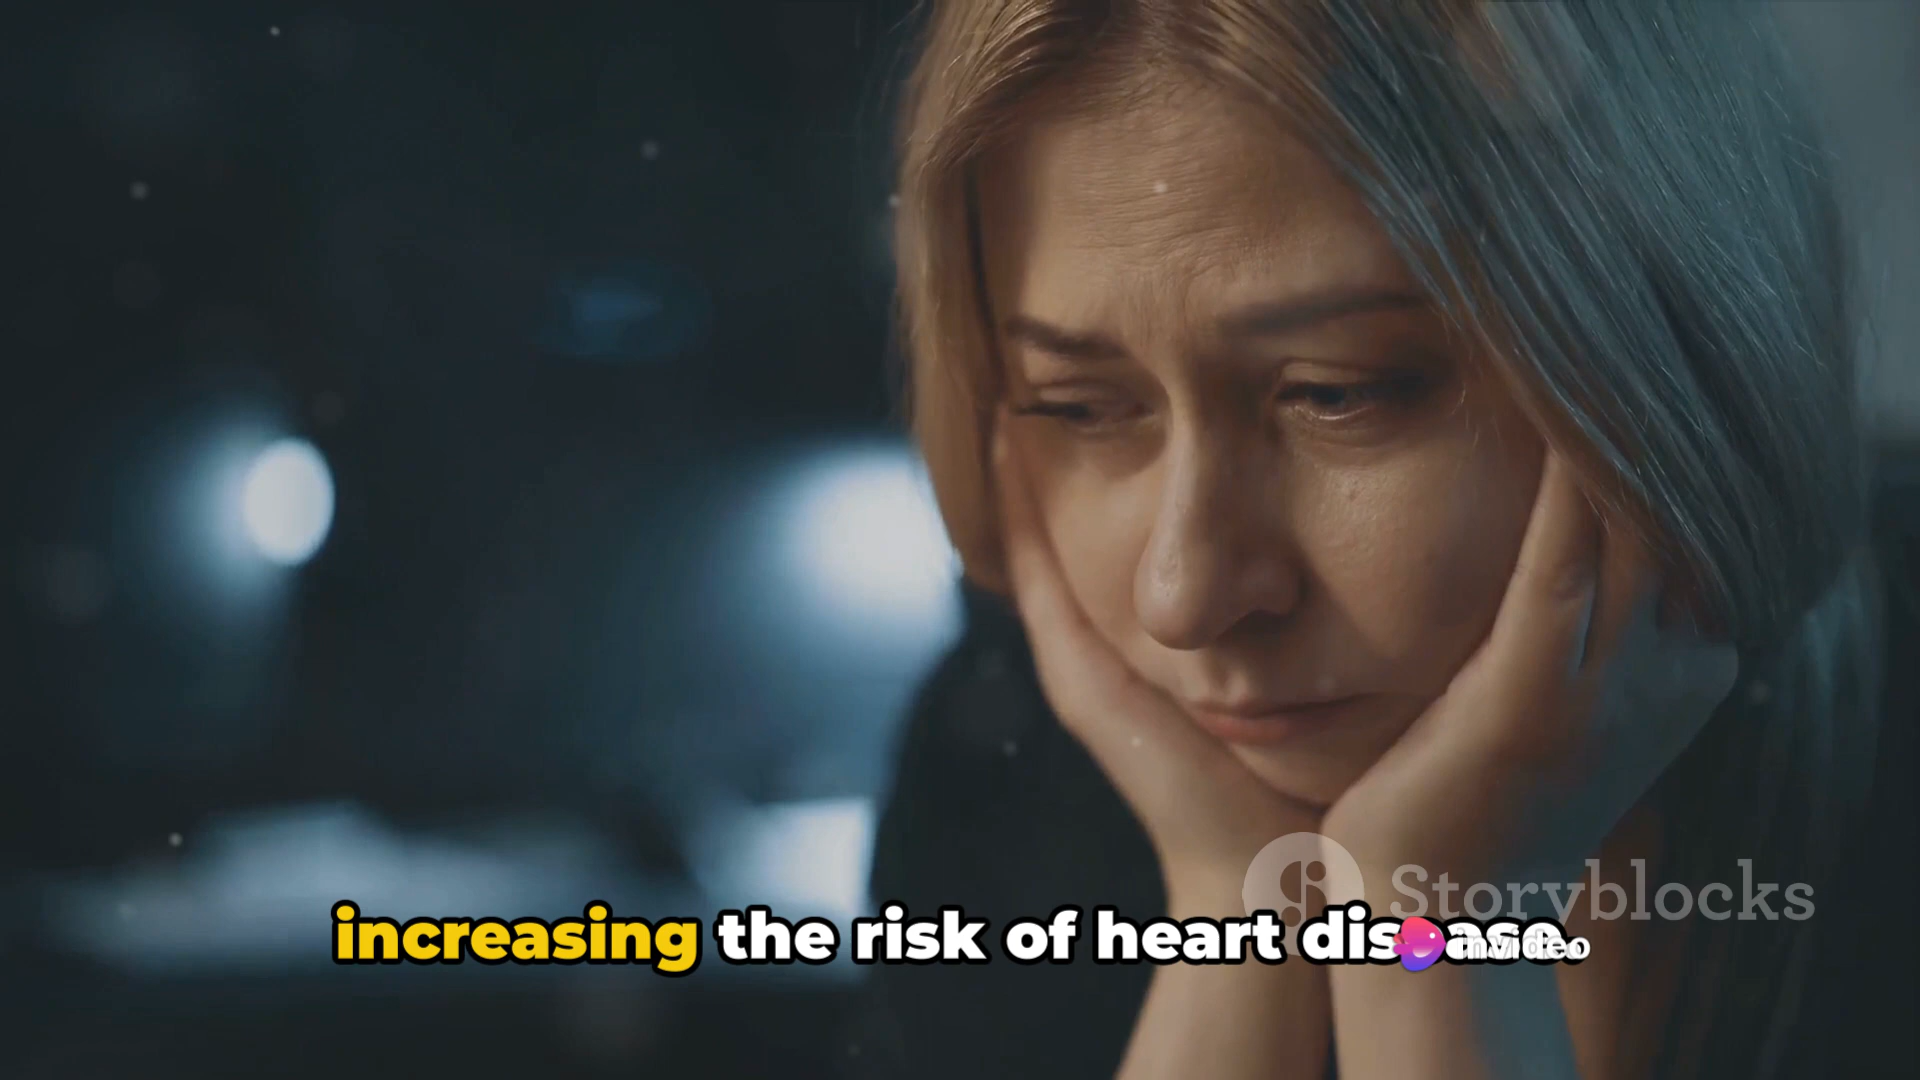 Storyblocks
increasing the risk of heart disease.
invideo